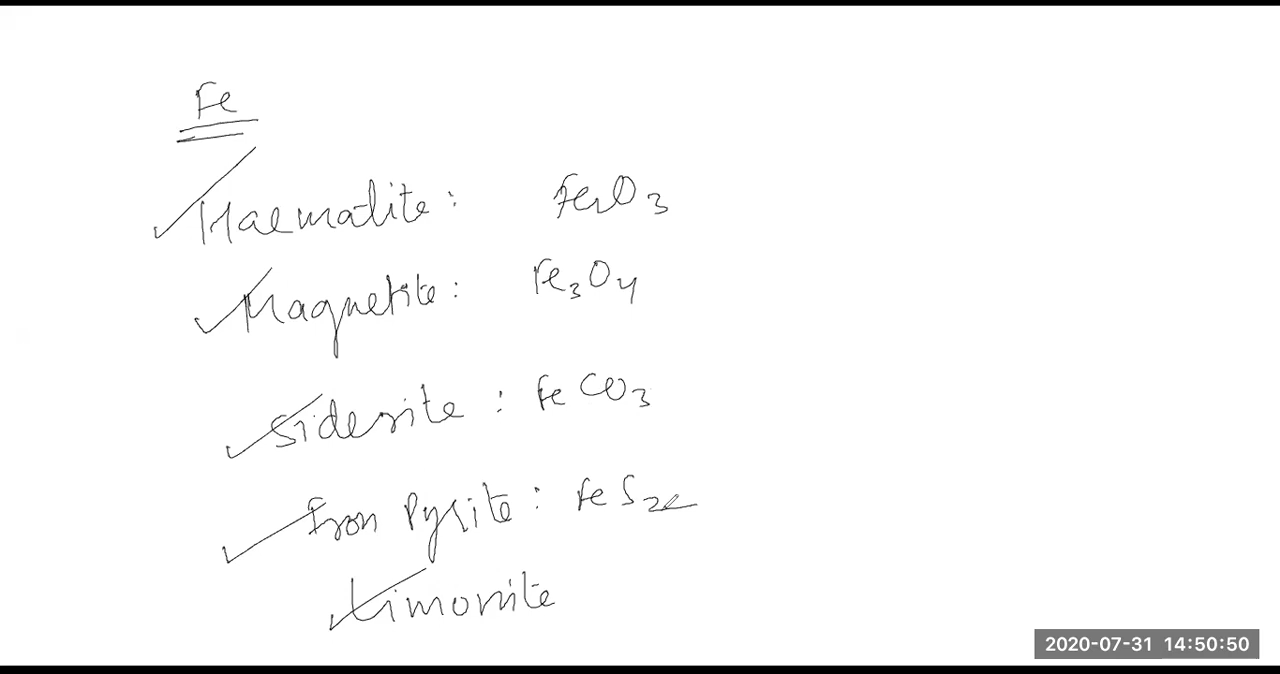 Fe
Haematite : Fe2O3
Magnetite : Fe3O4
Siderite : FeCO3
Iron Pyrite : FeS2
Limonite
2020-07-31 14:50:50